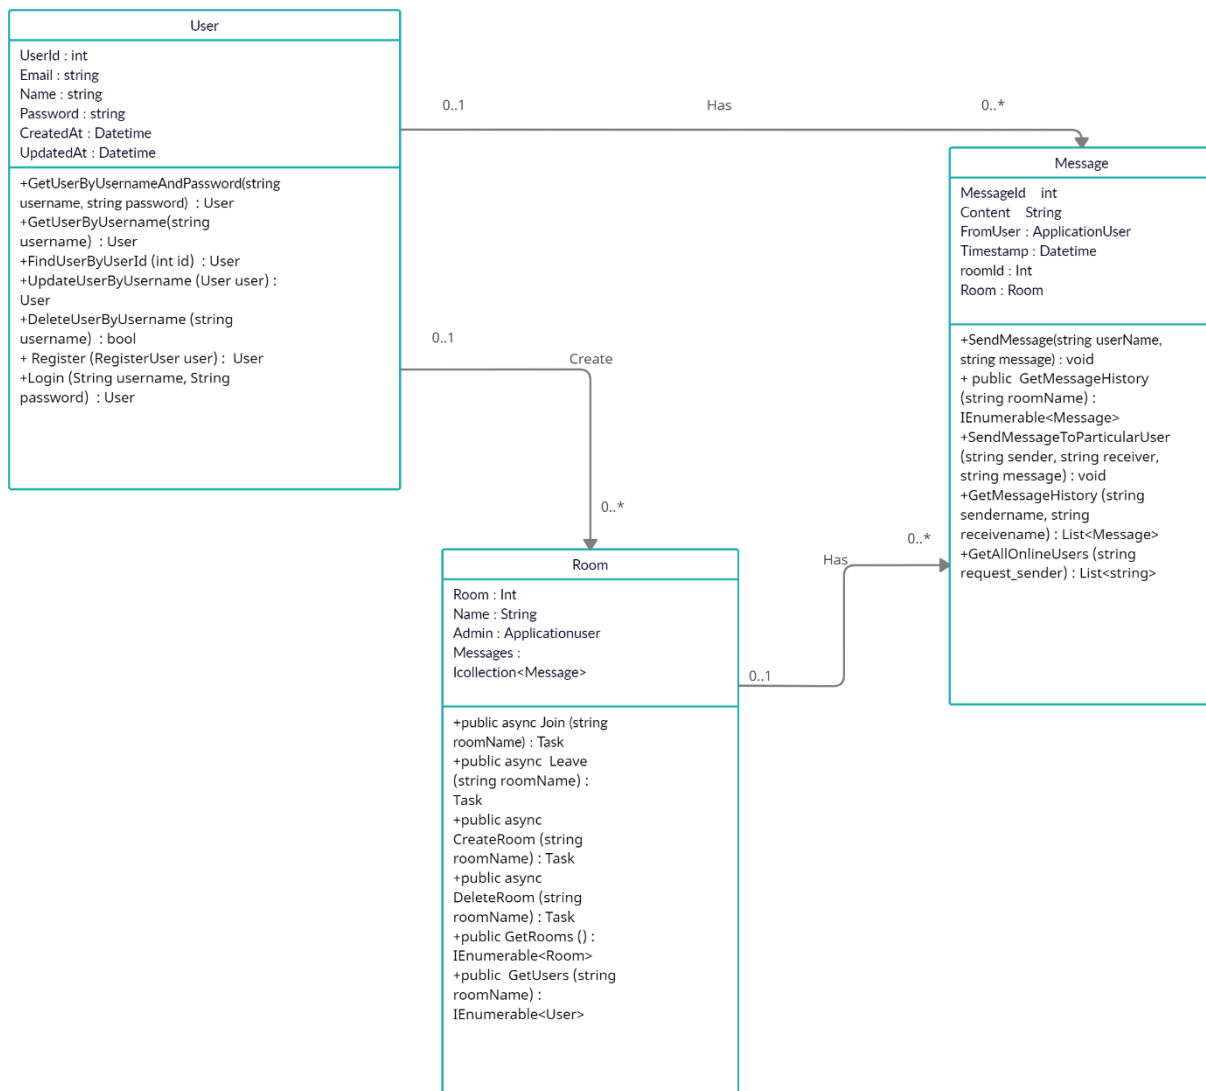 User
UserId : int
Email : string
Name : string
Password : string
CreatedAt : Datetime
UpdatedAt : Datetime
+GetUserByUsernameAndPassword(string
username, string password)  : User
+GetUserByUsername(string
username)  : User
+FindUserByUserId (int id)  : User
+UpdateUserByUsername (User user) :
User
+DeleteUserByUsername (string
username)  : bool
+ Register (RegisterUser user) :  User
+Login (String username, String
password)  : User
0..1
Has
0..*
Message
MessageId    int
Content    String
FromUser : ApplicationUser
Timestamp : Datetime
roomId : Int
Room : Room
+SendMessage(string userName,
string message) : void
+ public  GetMessageHistory
(string roomName) :
IEnumerable<Message>
+SendMessageToParticularUser
(string sender, string receiver,
string message) : void
+GetMessageHistory (string
sendername, string
receivename) : List<Message>
+GetAllOnlineUsers (string
request_sender) : List<string>
0..1
Create
0..*
Room
Room : Int
Name : String
Admin : Applicationuser
Messages :
Icollection<Message>
+public async Join (string
roomName) : Task
+public async  Leave
(string roomName) :
Task
+public async
CreateRoom (string
roomName) : Task
+public async
DeleteRoom (string
roomName) : Task
+public GetRooms () :
IEnumerable<Room>
+public  GetUsers (string
roomName) :
IEnumerable<User>
0..1
Has
0..*